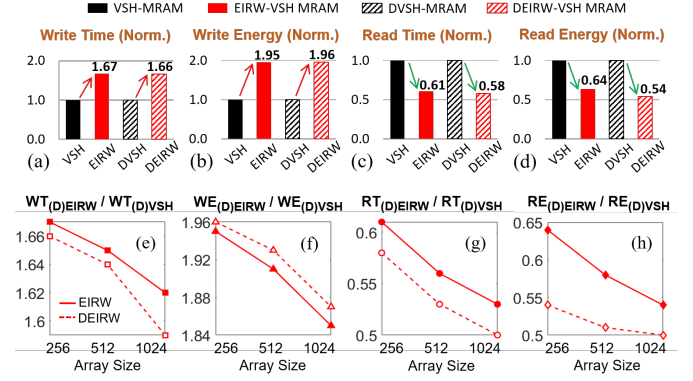 VSH-MRAM EIRW-VSH MRAM DVSH-MRAM DEIRW-VSH MRAM
Write Time (Norm.) Write Energy (Norm.) Read Time (Norm.) Read Energy (Norm.)
2.0 1.67 1.66 2.0 1.95 1.96 1.0 1.0
1.0 1.0 0.5 0.61 0.58 0.5 0.64 0.54
0.0 0.0 0.0 0.0
(a) VSH EIRW DVSH DEIRW (b) VSH EIRW DVSH DEIRW (c) VSH EIRW DVSH DEIRW (d) VSH EIRW DVSH DEIRW
WT(D)EIRW / WT(D)VSH WE(D)EIRW / WE(D)VSH RT(D)EIRW / RT(D)VSH RE(D)EIRW / RE(D)VSH
(e) (f) (g) (h)
1.66 1.96 0.6 0.65
1.64 1.92 0.6
1.62 1.88 0.55 0.55
1.6 1.84 0.5 0.5
EIRW
DEIRW
256 512 1024 256 512 1024 256 512 1024 256 512 1024
Array Size Array Size Array Size Array Size